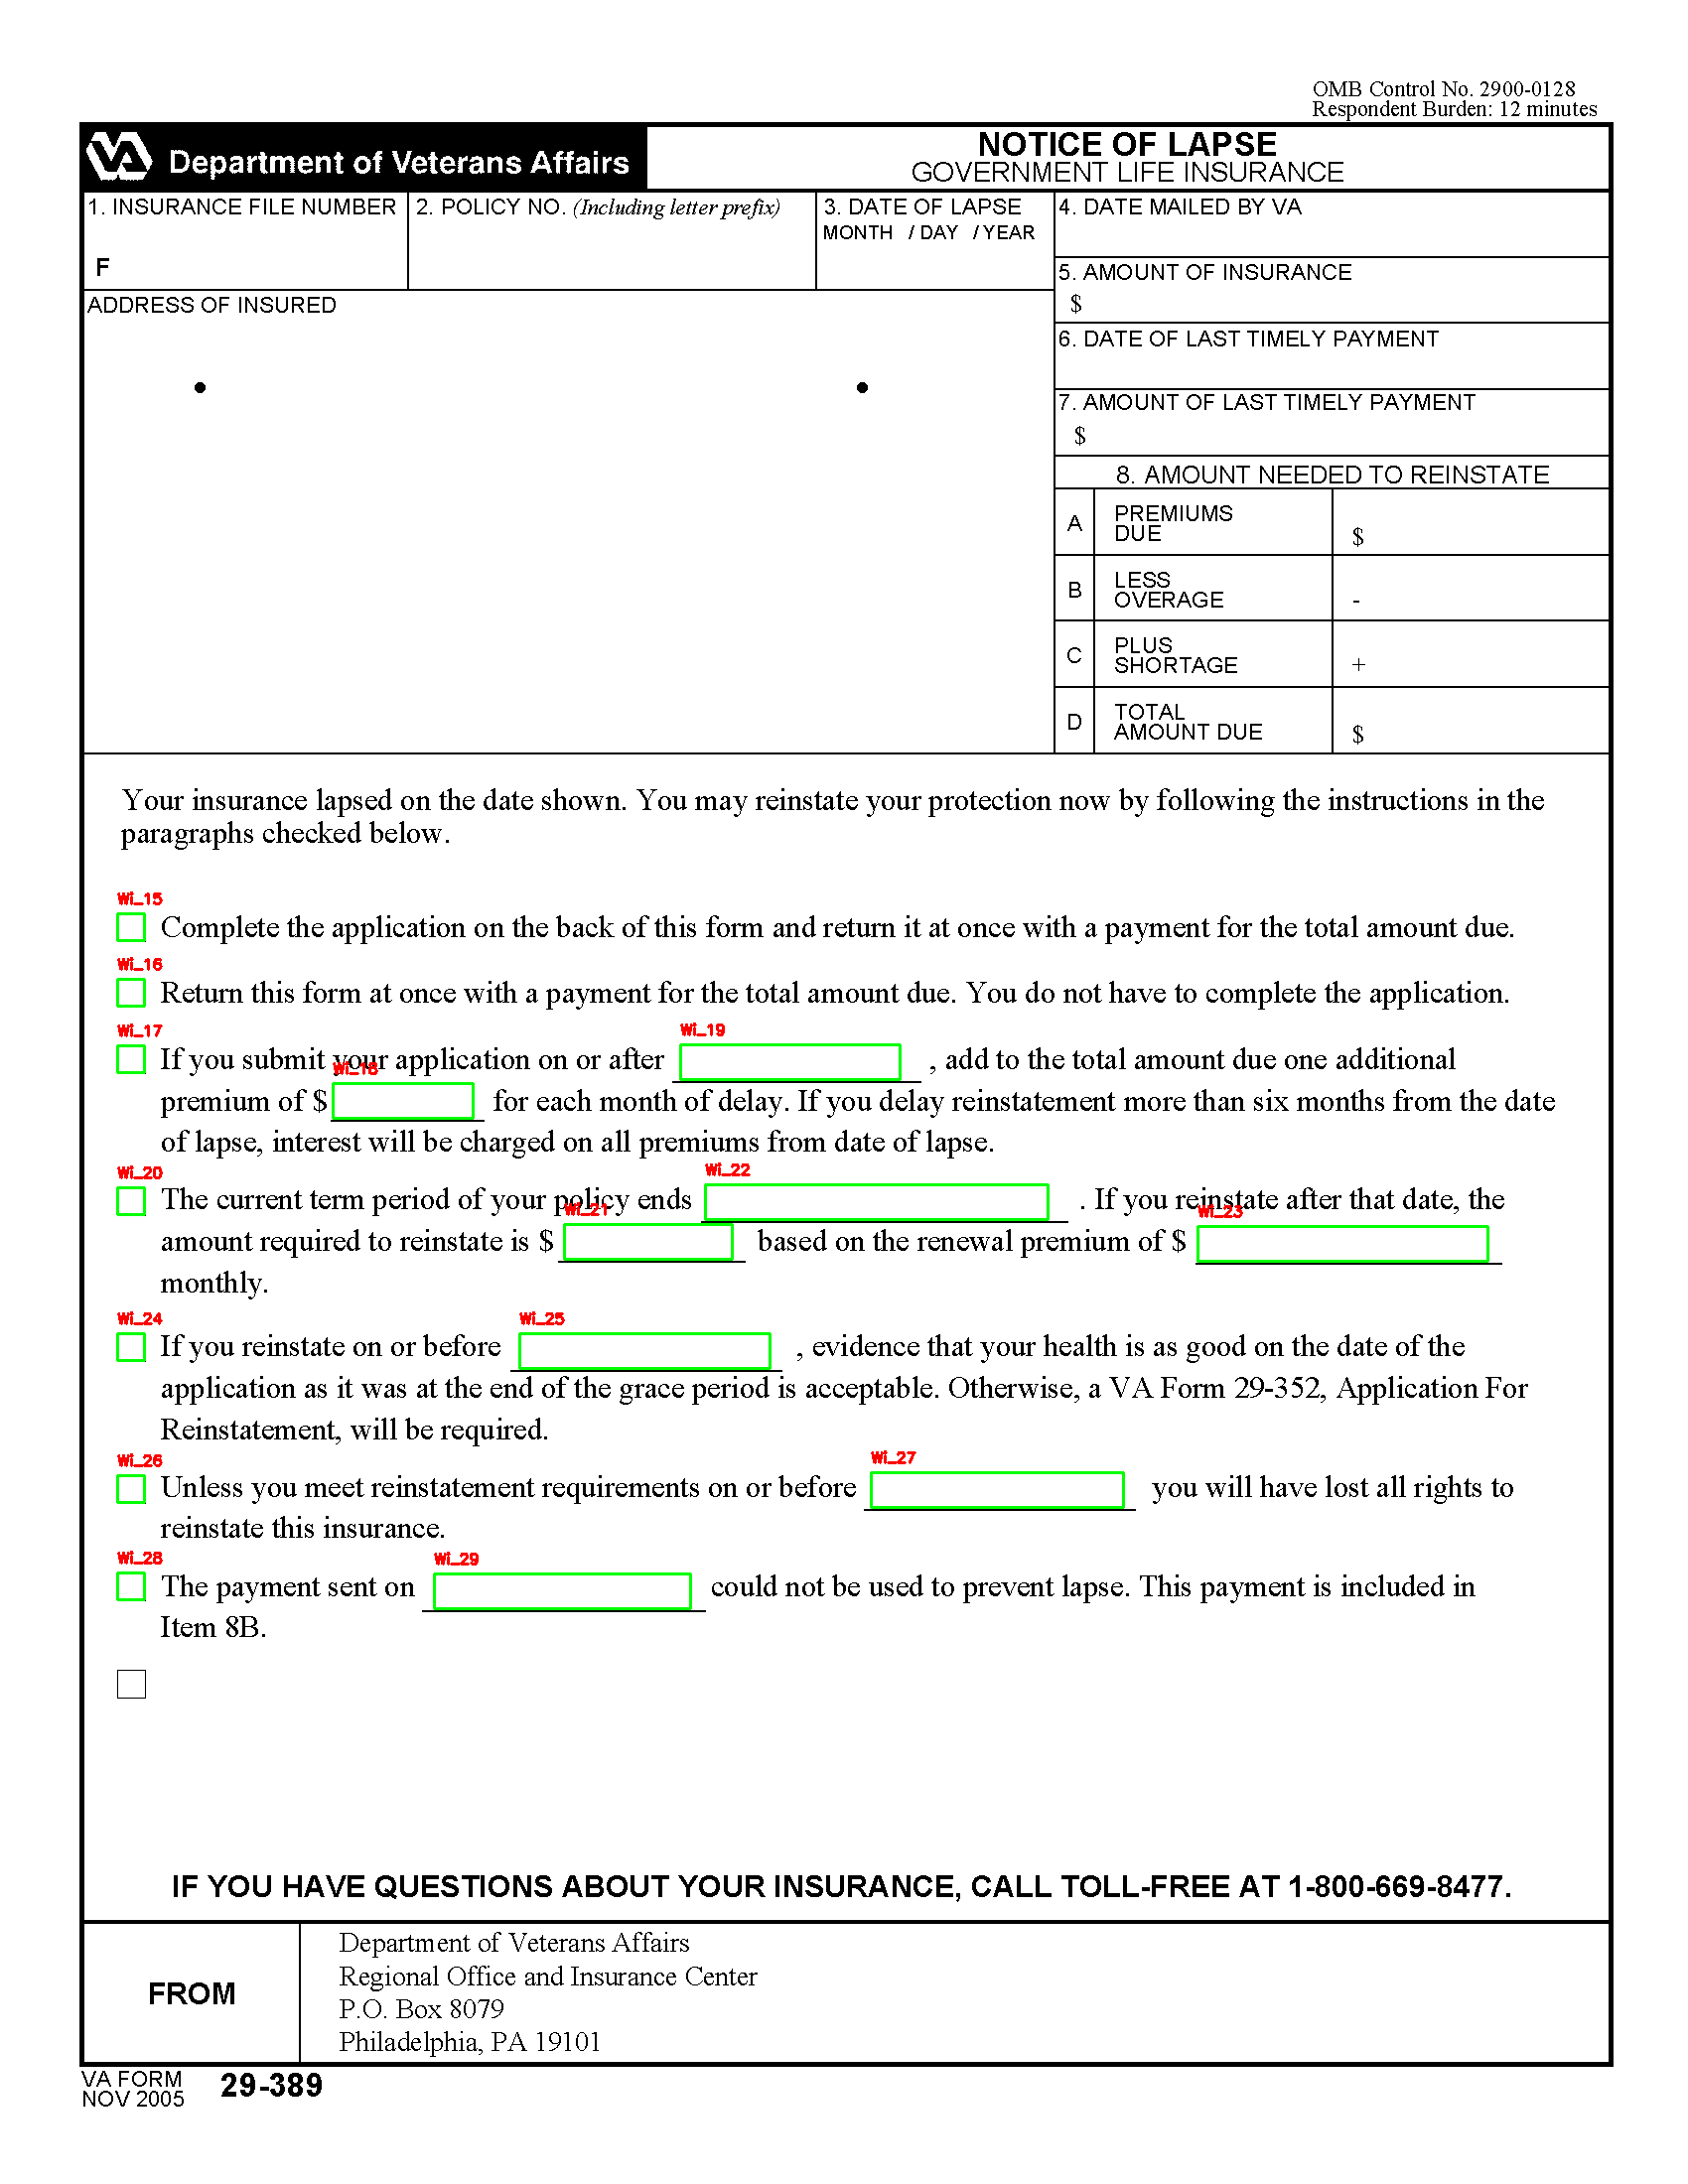 OMB Control No. 2900-0128
Respondent Burden: 12 minutes
VA Department of Veterans Affairs
NOTICE OF LAPSE
GOVERNMENT LIFE INSURANCE
1. INSURANCE FILE NUMBER
F
2. POLICY NO. (Including letter prefix)
3. DATE OF LAPSE
MONTH / DAY / YEAR
4. DATE MAILED BY VA
5. AMOUNT OF INSURANCE
$
ADDRESS OF INSURED
6. DATE OF LAST TIMELY PAYMENT
7. AMOUNT OF LAST TIMELY PAYMENT
$
8. AMOUNT NEEDED TO REINSTATE
A PREMIUMS
DUE $
B LESS
OVERAGE -
C PLUS
SHORTAGE +
D TOTAL
AMOUNT DUE $
Your insurance lapsed on the date shown. You may reinstate your protection now by following the instructions in the
paragraphs checked below.
Wi_15
Complete the application on the back of this form and return it at once with a payment for the total amount due.
Wi_16
Return this form at once with a payment for the total amount due. You do not have to complete the application.
Wi_17 Wi_19
If you submit your application on or after , add to the total amount due one additional
Wi_18
premium of $ for each month of delay. If you delay reinstatement more than six months from the date
of lapse, interest will be charged on all premiums from date of lapse.
Wi_20 Wi_22
The current term period of your policy ends . If you reinstate after that date, the
Wi_21 Wi_23
amount required to reinstate is $ based on the renewal premium of $
monthly.
Wi_24 Wi_25
If you reinstate on or before , evidence that your health is as good on the date of the
application as it was at the end of the grace period is acceptable. Otherwise, a VA Form 29-352, Application For
Reinstatement, will be required.
Wi_26 Wi_27
Unless you meet reinstatement requirements on or before you will have lost all rights to
reinstate this insurance.
Wi_28 Wi_29
The payment sent on could not be used to prevent lapse. This payment is included in
Item 8B.
IF YOU HAVE QUESTIONS ABOUT YOUR INSURANCE, CALL TOLL-FREE AT 1-800-669-8477.
FROM
Department of Veterans Affairs
Regional Office and Insurance Center
P.O. Box 8079
Philadelphia, PA 19101
VA FORM
NOV 2005 29-389